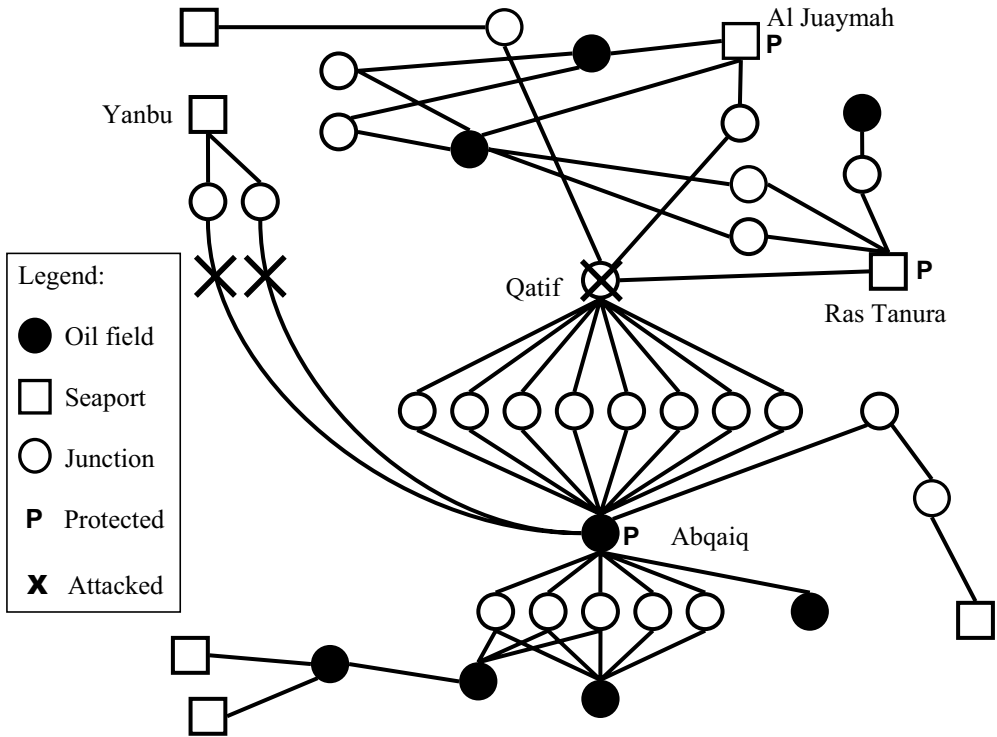 Al Juaymah
P
Yanbu
Qatif
P
Ras Tanura
Legend:
Oil field
Seaport
Junction
P Protected
X Attacked
P Abqaiq